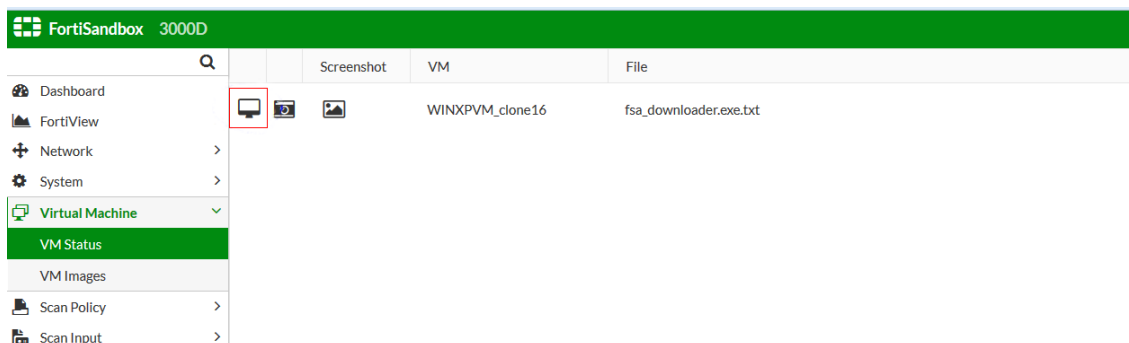 FortiSandbox 3000D
Screenshot VM File
Dashboard
WINXPVM_clone16 fsa_downloader.exe.txt
FortiView
Network
System
Virtual Machine
VM Status
VM Images
Scan Policy
Scan Input